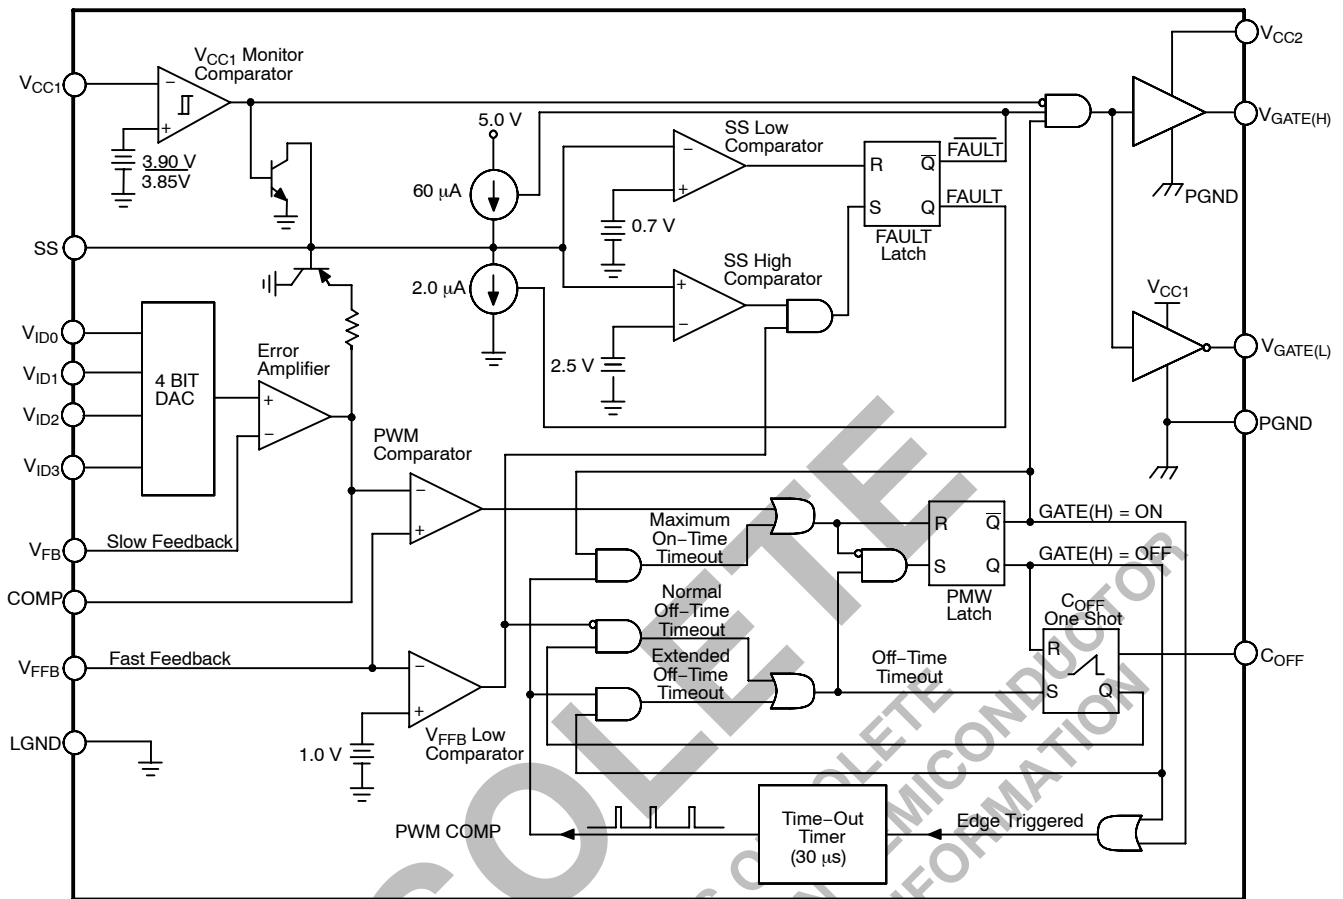 VCC1
VCC1 Monitor
Comparator
−
+
3.90 V
3.85V
5.0 V
60 µA
SS Low
Comparator
−
+
0.7 V
R
Q
FAULT
S
Q
FAULT
FAULT
Latch
VCC2
VGATE(H)
PGND
SS
2.0 µA
SS High
Comparator
+
−
2.5 V
VCC1
VGATE(L)
PGND
VID0
VID1
VID2
VID3
4 BIT
DAC
Error
Amplifier
+
−
PWM
Comparator
−
+
VFB
Slow Feedback
COMP
VFFB
Fast Feedback
LGND
−
+
1.0 V
VFFB Low
Comparator
Maximum
On−Time
Timeout
Normal
Off−Time
Timeout
Extended
Off−Time
Timeout
R
Q
GATE(H) = ON
S
Q
GATE(H) = OFF
PMW
Latch
COFF
One Shot
R
S
Q
COFF
Off−Time
Timeout
PWM COMP
Time−Out
Timer
(30 µs)
Edge Triggered
OLETE
OLETE
S O
MICONDUCTOR
FORMATION